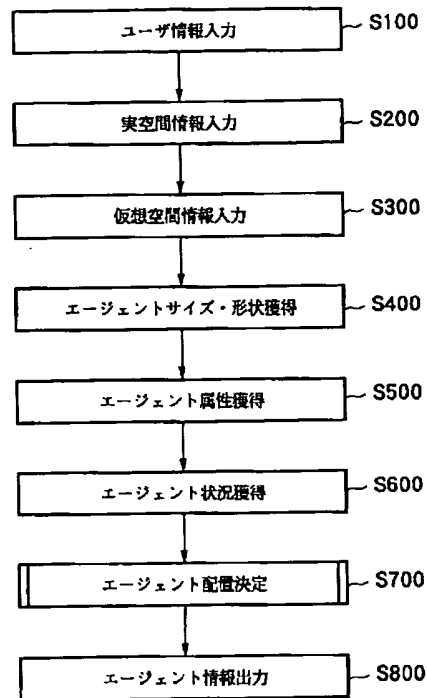 ユーザ情報入力 S100
実空間情報入力 S200
仮想空間情報入力 S300
エージェントサイズ・形状獲得 S400
エージェント属性獲得 S500
エージェント状況獲得 S600
エージェント配置決定 S700
エージェント情報出力 S800